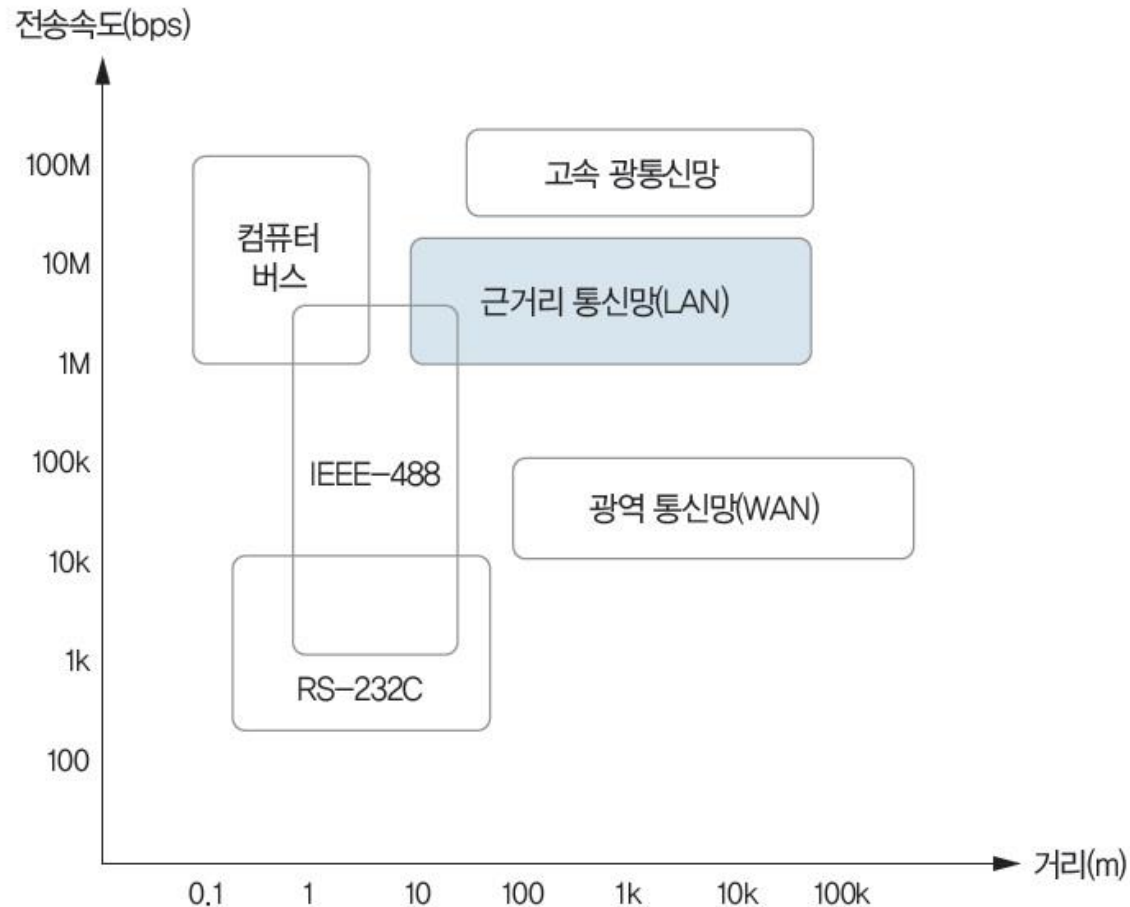 전송속도(bps)
100M
10M
1M
100k
10k
1k
100
고속 광통신망
컴퓨터
버스
근거리 통신망(LAN)
IEEE-488
광역 통신망(WAN)
RS-232C
0.1 1 10 100 1k 10k 100k
거리(m)